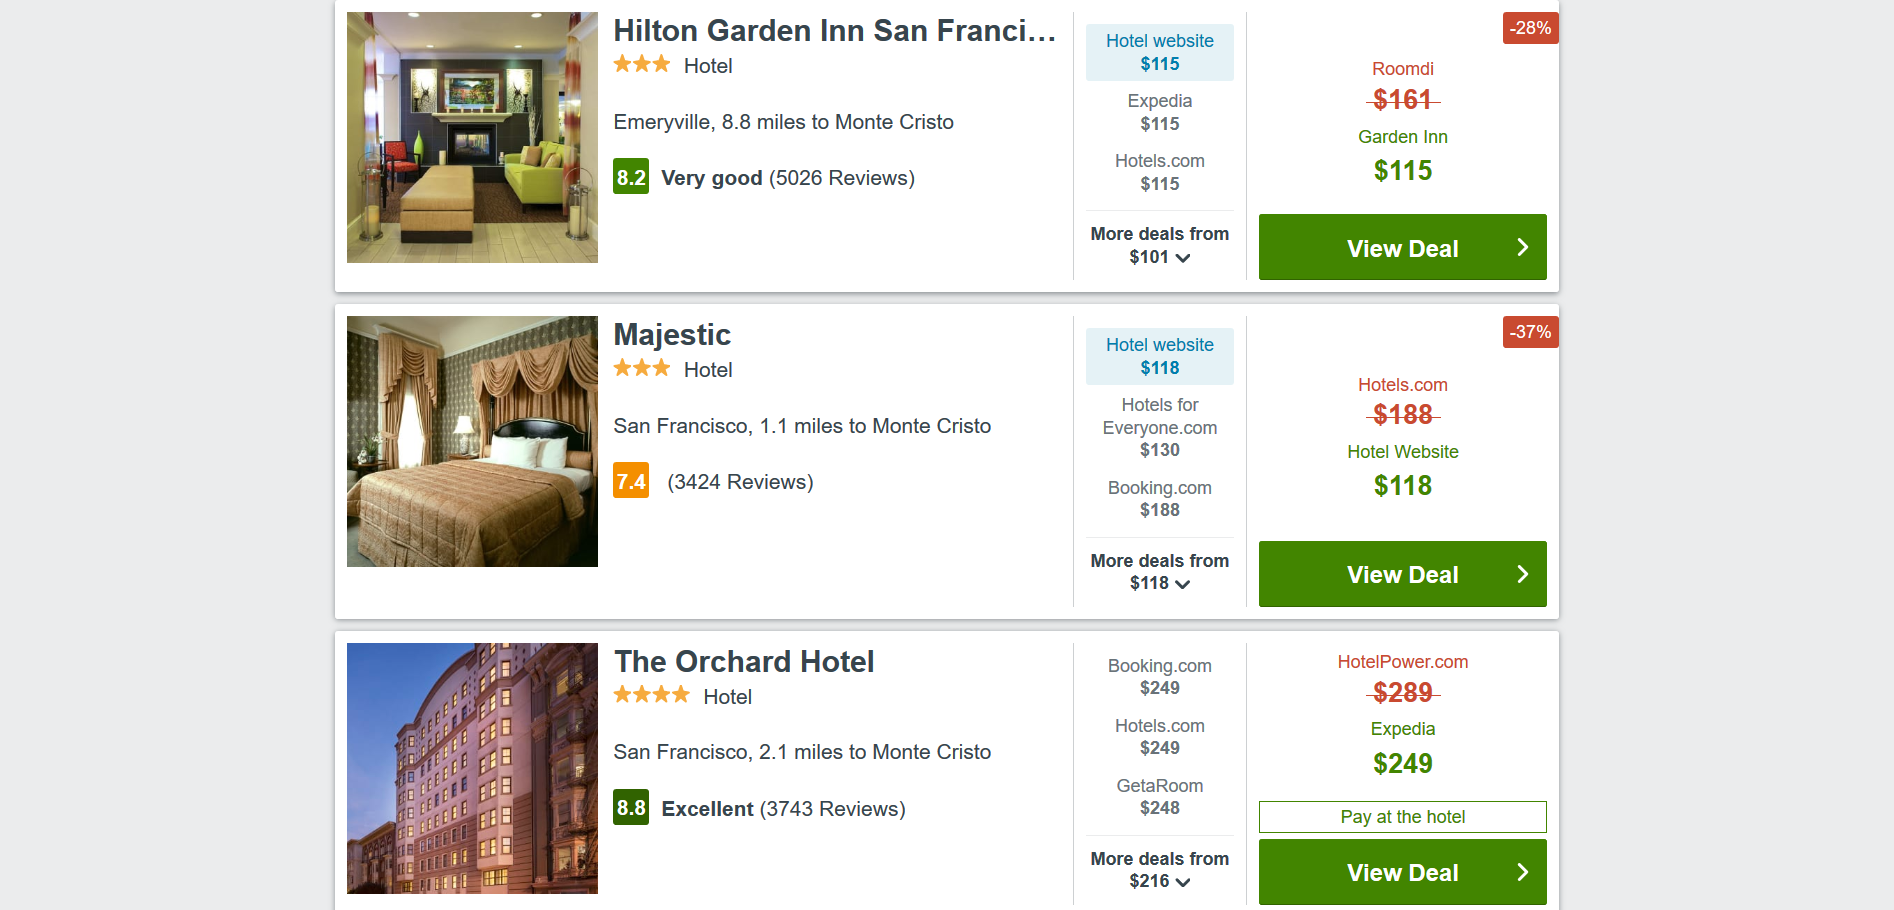 Hilton Garden Inn San Franci...
Hotel
Emeryville, 8.8 miles to Monte Cristo
8.2 Very good (5026 Reviews)
Hotel website
$115
Expedia
$115
Hotels.com
$115
More deals from
$101
-28%
Roomdi
$161
Garden Inn
$115
View Deal
Majestic
Hotel
San Francisco, 1.1 miles to Monte Cristo
7.4 (3424 Reviews)
Hotel website
$118
Hotels for
Everyone.com
$130
Booking.com
$188
More deals from
$118
-37%
Hotels.com
$188
Hotel Website
$118
View Deal
The Orchard Hotel
Hotel
San Francisco, 2.1 miles to Monte Cristo
8.8 Excellent (3743 Reviews)
Booking.com
$249
Hotels.com
$249
GetaRoom
$248
More deals from
$216
HotelPower.com
$289
Expedia
$249
Pay at the hotel
View Deal